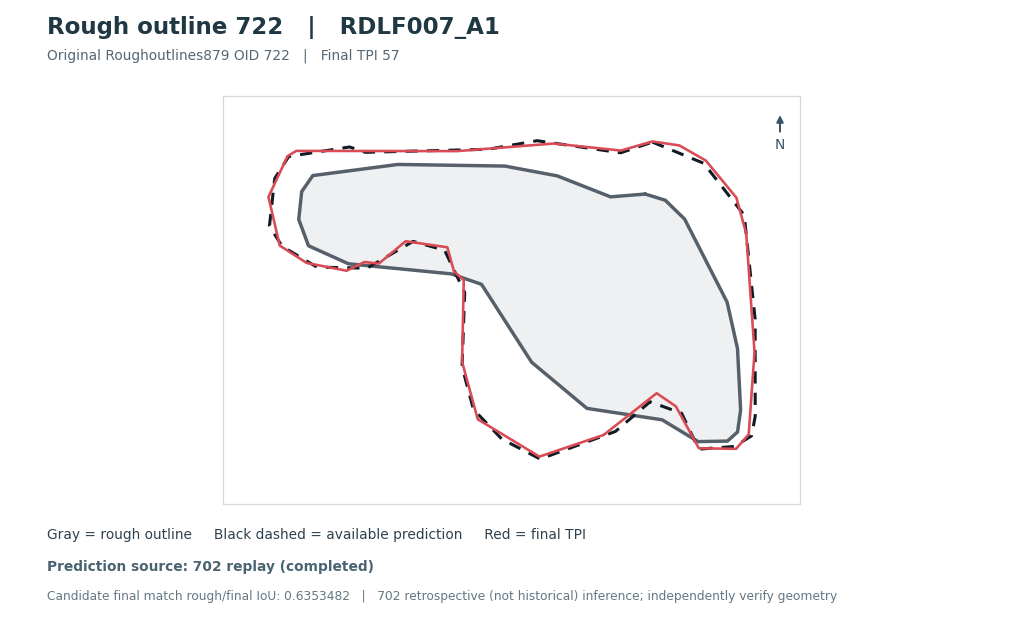 Rough outline 722   |   RDLF007_A1
Original Roughoutlines879 OID 722   |   Final TPI 57
N
Gray = rough outline     Black dashed = available prediction     Red = final TPI
Prediction source: 702 replay (completed)
Candidate final match rough/final IoU: 0.6353482   |   702 retrospective (not historical) inference; independently verify geometry